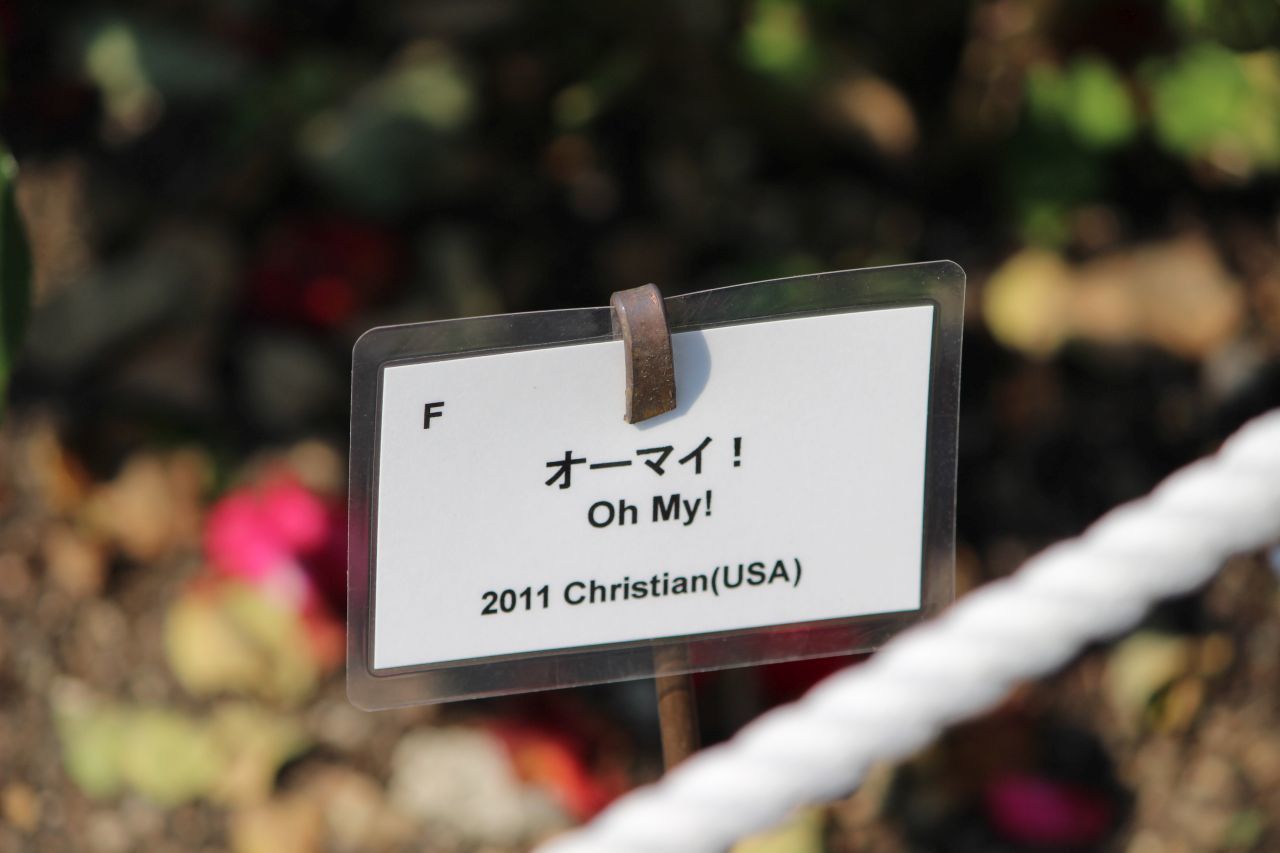 F
オーマイ！
Oh My!
2011 Christian(USA)